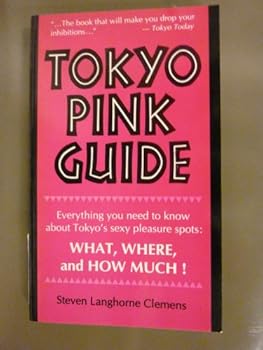 "...The book that will make you drop your
inhibitions..." — Tokyo Today
TOKYO
PINK
GUIDE
Everything you need to know
about Tokyo's sexy pleasure spots:
WHAT, WHERE,
and HOW MUCH !
Steven Langhorne Clemens